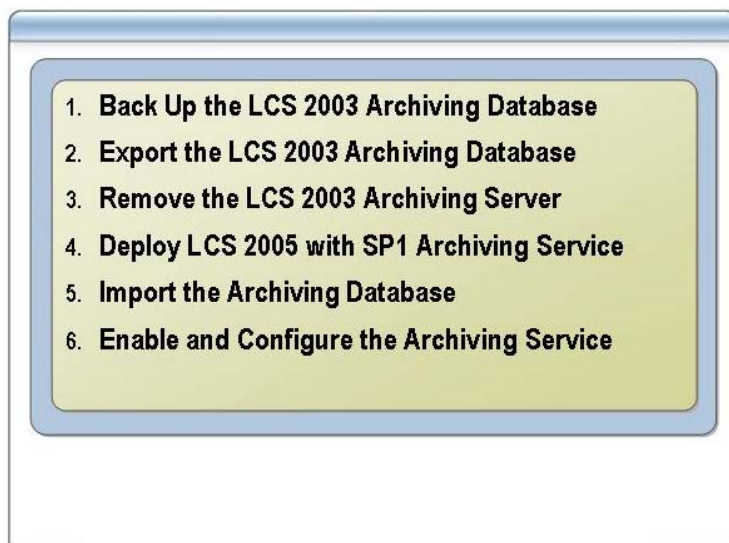 1. Back Up the LCS 2003 Archiving Database
2. Export the LCS 2003 Archiving Database
3. Remove the LCS 2003 Archiving Server
4. Deploy LCS 2005 with SP1 Archiving Service
5. Import the Archiving Database
6. Enable and Configure the Archiving Service